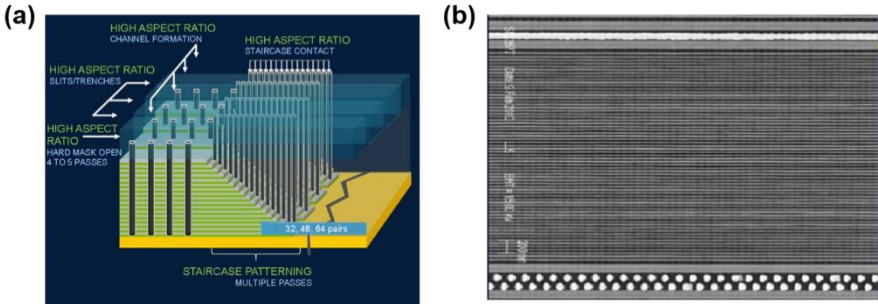 (a)
HIGH ASPECT RATIO
CHANNEL FORMATION
HIGH ASPECT RATIO
STAIRCASE CONTACT
HIGH ASPECT RATIO
SLITS/TRENCHES
HIGH ASPECT
RATIO
HARD MASK OPEN
4 TO 5 PASSES
32, 48, 64 pairs
STAIRCASE PATTERNING
MULTIPLE PASSES
(b)